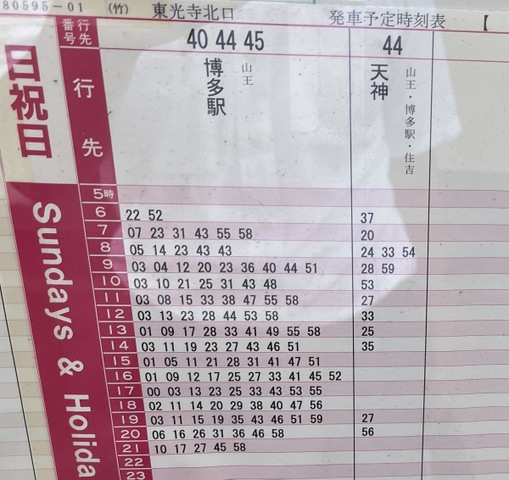 80595-01 (竹) 東光寺北口 発車予定時刻表 【
日祝日
Sundays & Holida
行先番号 40 44 45 44
行先 博多駅 山王 天神 山王・博多駅・住吉
5時
6 22 52 37
7 07 23 31 43 55 58 20
8 05 14 23 43 43 24 33 54
9 03 04 12 20 23 36 40 44 51 28 59
10 03 10 21 25 31 43 48 53
11 03 08 15 33 38 47 55 58 27
12 03 13 23 28 44 53 58 33
13 01 09 17 28 33 41 49 55 58 25
14 03 11 19 23 27 43 46 51 35
15 01 05 11 21 28 31 41 47 51
16 01 09 12 17 25 27 33 41 45 52
17 00 03 13 23 25 33 43 53 55
18 02 11 14 20 29 38 40 47 56
19 03 11 15 19 35 43 46 51 59 27
20 06 16 26 31 36 46 58 56
21 10 17 27 45 58
22
23